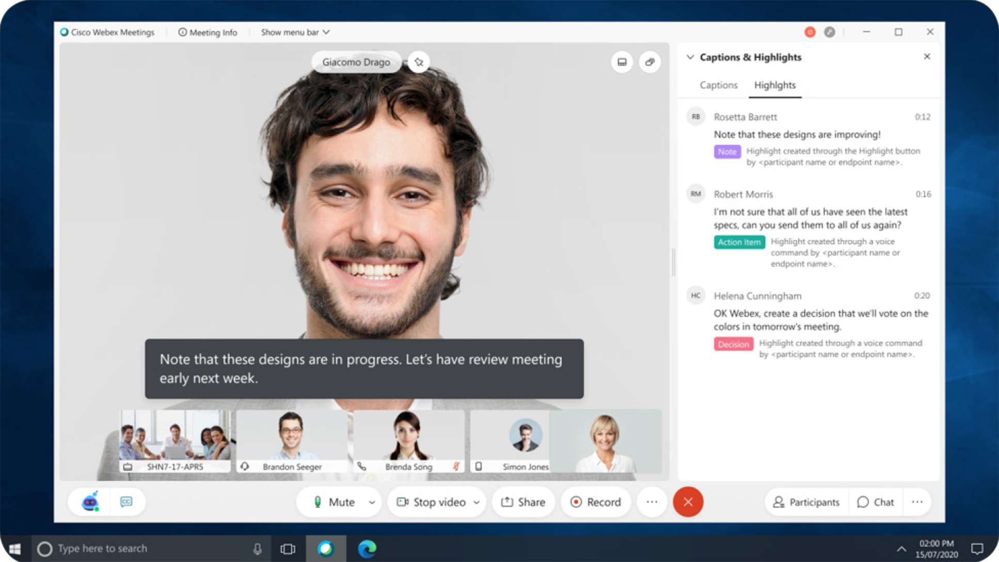 Cisco Webex Meetings
Meeting Info
Show menu bar
Giacomo Drago
Note that these designs are in progress. Let's have review meeting
early next week.
SHN7-17-APR5
Brandon Seeger
Brenda Song
Simon Jones
Captions & Highlights
Captions
Highlghts
RB
Rosetta Barrett
0:12
Note that these designs are improving!
Note
Highlight created through the Highlight button
by <participant name or endpoint name>.
RM
Robert Morris
0:16
I'm not sure that all of us have seen the latest
specs, can you send them to all of us again?
Action Item
Highlight created through a voice
command by <participant name or
endpoint name>.
HC
Helena Cunningham
0:20
OK Webex, create a decision that we'll vote on the
colors in tomorrow's meeting.
Decision
Highlight created through a voice command
by <participant name or endpoint name>.
CC
Mute
Stop video
Share
Record
Participants
Chat
Type here to search
02:00 PM
15/07/2020